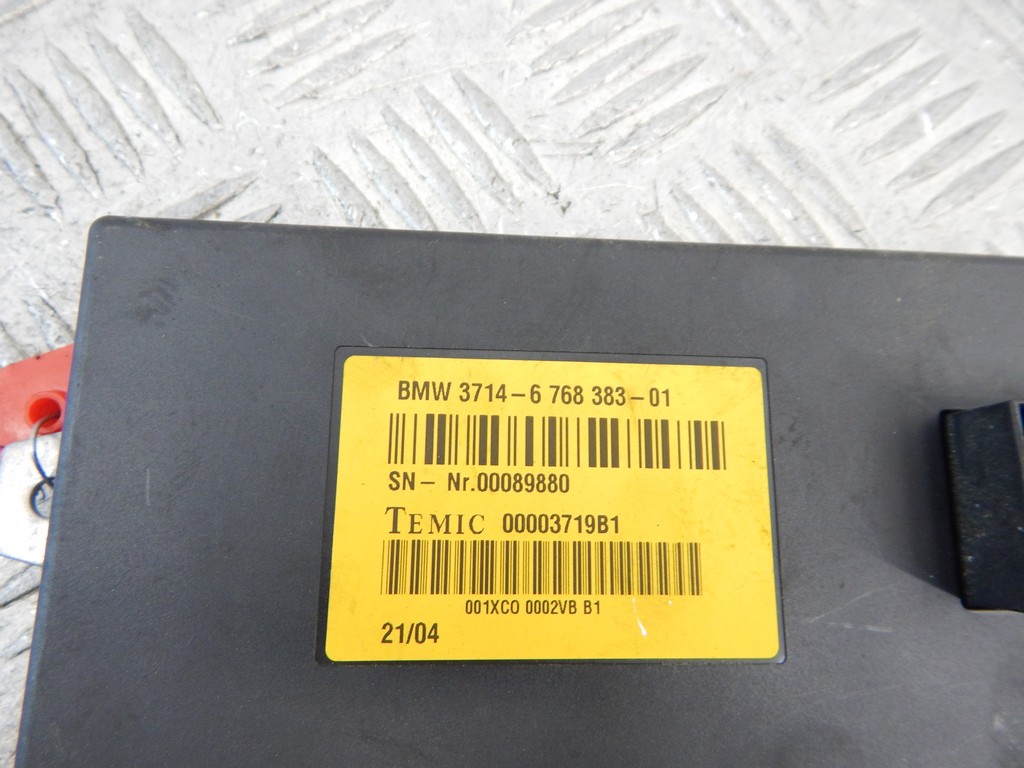 BMW 3714-6 768 383-01
SN- Nr.00089880
TEMIC 00003719B1
001XCO 0002VB B1
21/04